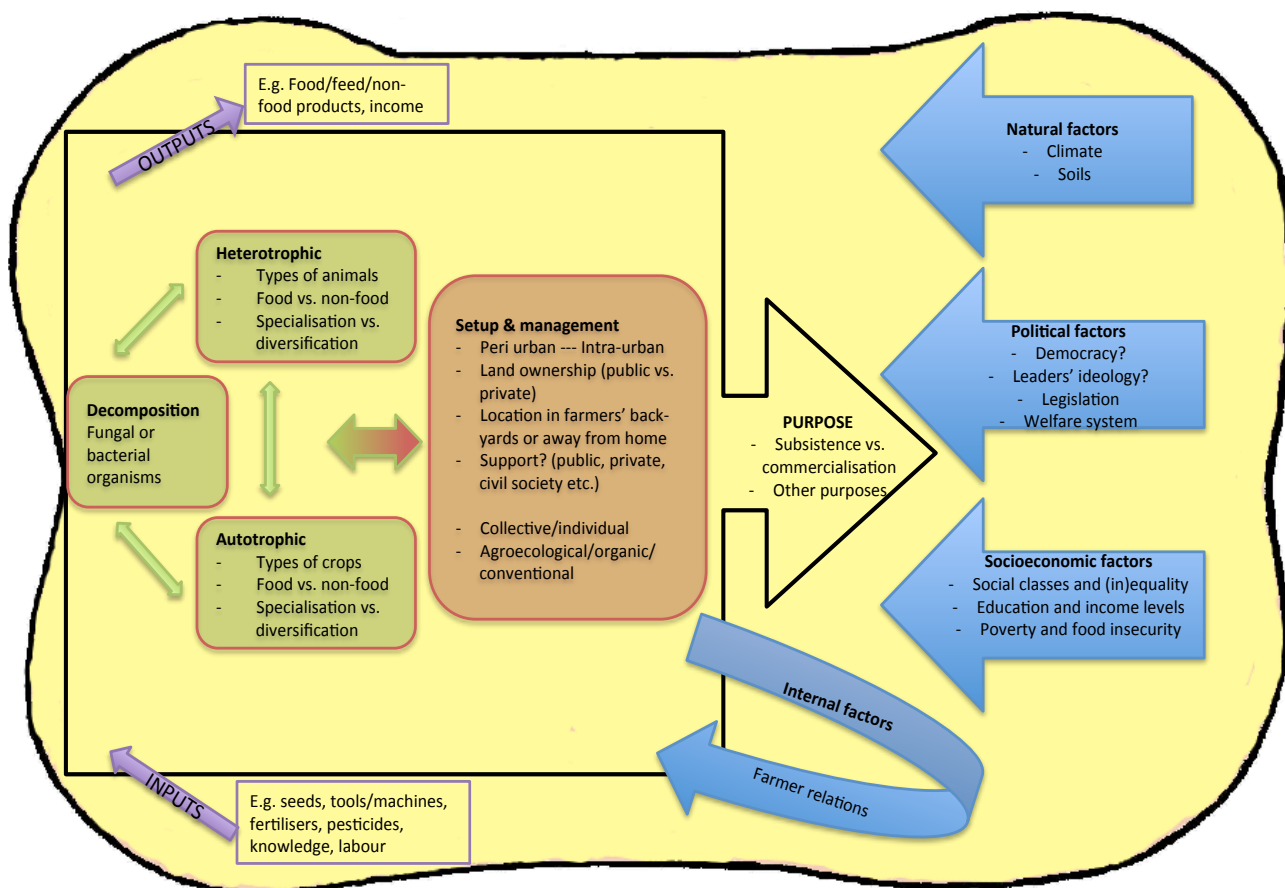 E.g. Food/feed/non-
food products, income
OUTPUTS
Natural factors
- Climate
- Soils
Heterotrophic
- Types of animals
- Food vs. non-food
- Specialisation vs.
diversification
Decomposition
Fungal or
bacterial
organisms
Autotrophic
- Types of crops
- Food vs. non-food
- Specialisation vs.
diversification
Setup & management
- Peri urban --- Intra-urban
- Land ownership (public vs.
private)
- Location in farmers' back-
yards or away from home
- Support? (public, private,
civil society etc.)
- Collective/individual
- Agroecological/organic/
conventional
PURPOSE
- Subsistence vs.
commercialisation
- Other purposes
Political factors
- Democracy?
- Leaders' ideology?
- Legislation
- Welfare system
Socioeconomic factors
- Social classes and (in)equality
- Education and income levels
- Poverty and food insecurity
Internal factors
Farmer relations
INPUTS
E.g. seeds, tools/machines,
fertilisers, pesticides,
knowledge, labour